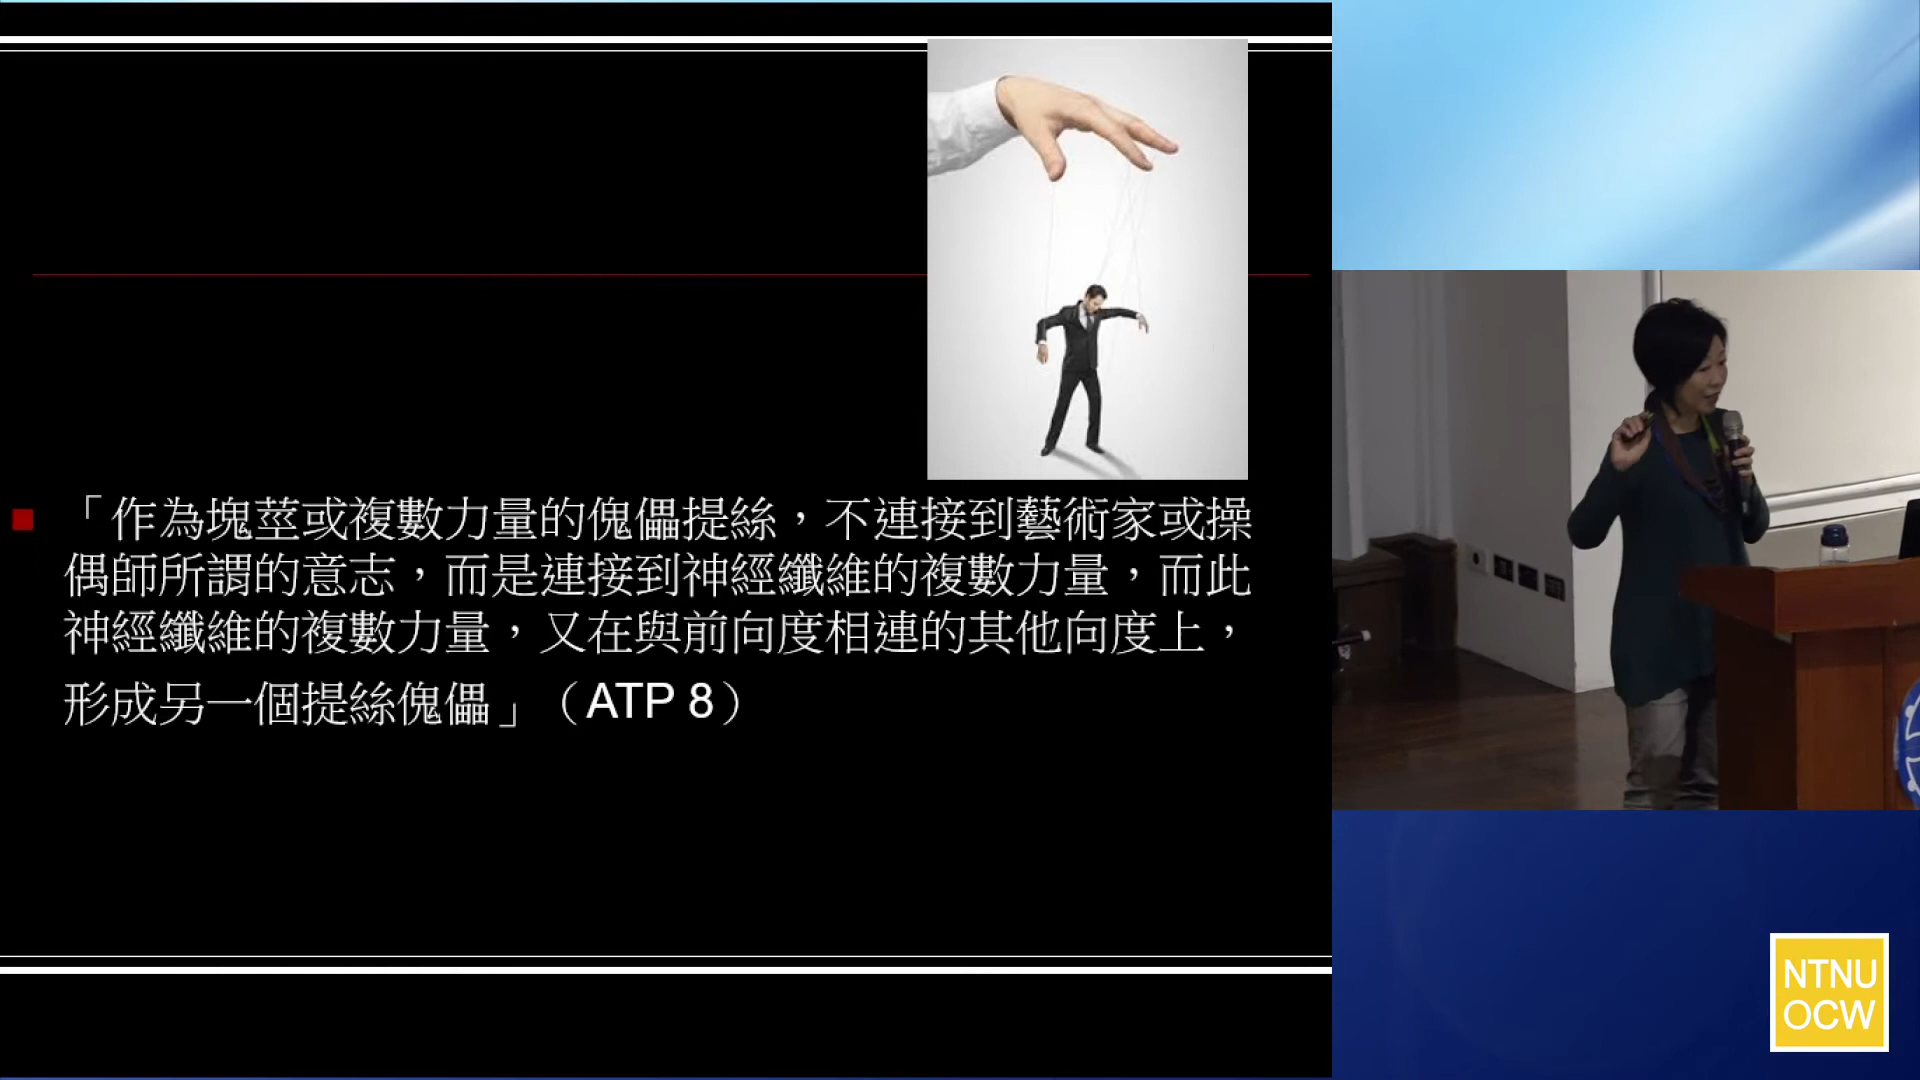 「作為塊莖或複數力量的傀儡提絲，不連接到藝術家或操
偶師所謂的意志，而是連接到神經纖維的複數力量，而此
神經纖維的複數力量，又在與前向度相連的其他向度上，
形成另一個提絲傀儡」（ATP 8）
NTNU
OCW